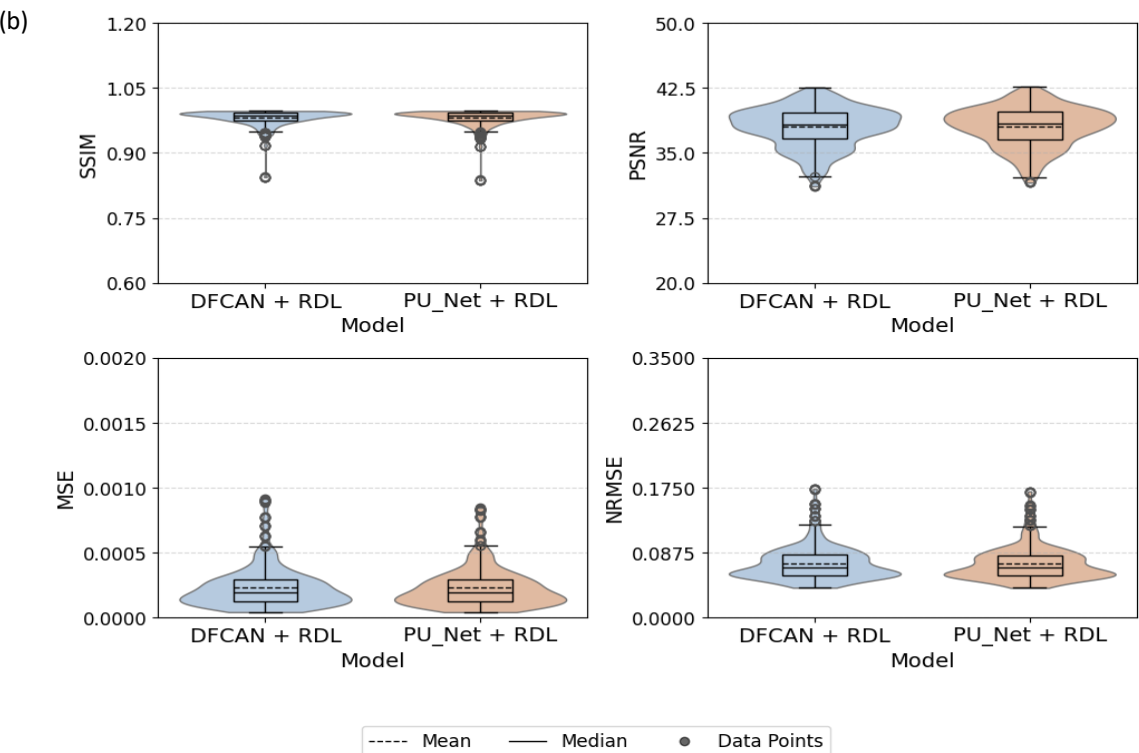 (b)
SSIM
1.20
1.05
0.90
0.75
0.60
DFCAN + RDL PU_Net + RDL
Model
PSNR
50.0
42.5
35.0
27.5
20.0
DFCAN + RDL PU_Net + RDL
Model
MSE
0.0020
0.0015
0.0010
0.0005
0.0000
DFCAN + RDL PU_Net + RDL
Model
NRMSE
0.3500
0.2625
0.1750
0.0875
0.0000
DFCAN + RDL PU_Net + RDL
Model
Mean Median Data Points